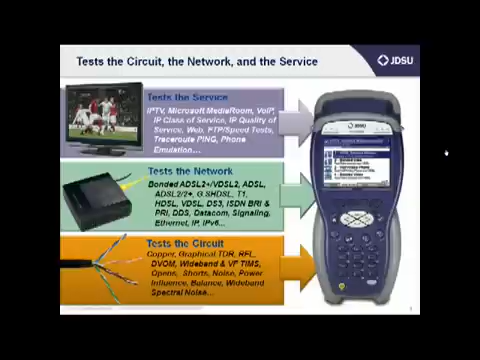 Tests the Circuit, the Network, and the Service
JDSU
Tests the Service
IPTV, Microsoft MediaRoom, VoIP,
IP Class of Service, IP Quality of
Service, Web, FTP/Speed Tests,
Traceroute PING, Phone
Emulation...
Tests the Network
Bonded ADSL2+/VDSL2, ADSL,
ADSL2/2+, G.SHDSL, T1,
HDSL, VDSL, DS3, ISDN BRI &
PRI, DDS, Datacom, Signaling,
Ethernet, IP, IPv6...
Tests the Circuit
Copper, Graphical TDR, RFL,
DVOM, Wideband & VF TIMS,
Opens, Shorts, Noise, Power
Influence, Balance, Wideband
Spectral Noise...
JDSU